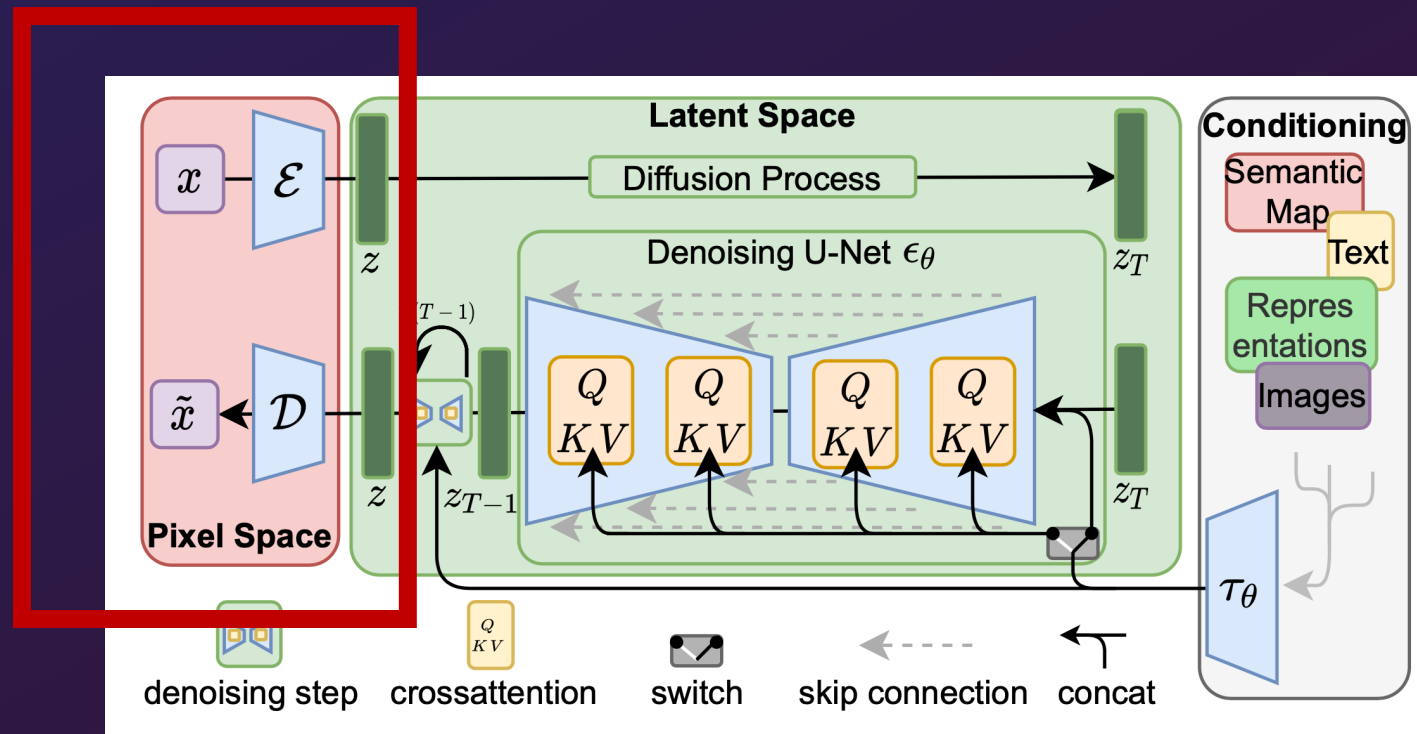 x
ℰ
z
Latent Space
Diffusion Process
z_T
Conditioning
Semantic
Map
Text
Repres
entations
Images
τ_θ
Denoising U-Net ϵ_θ
Q
K V
Q
K V
Q
K V
Q
K V
z_T
z_{T−1}
z
𝒟
x̃
Pixel Space
denoising step
Q
K V
crossattention
switch
skip connection
concat